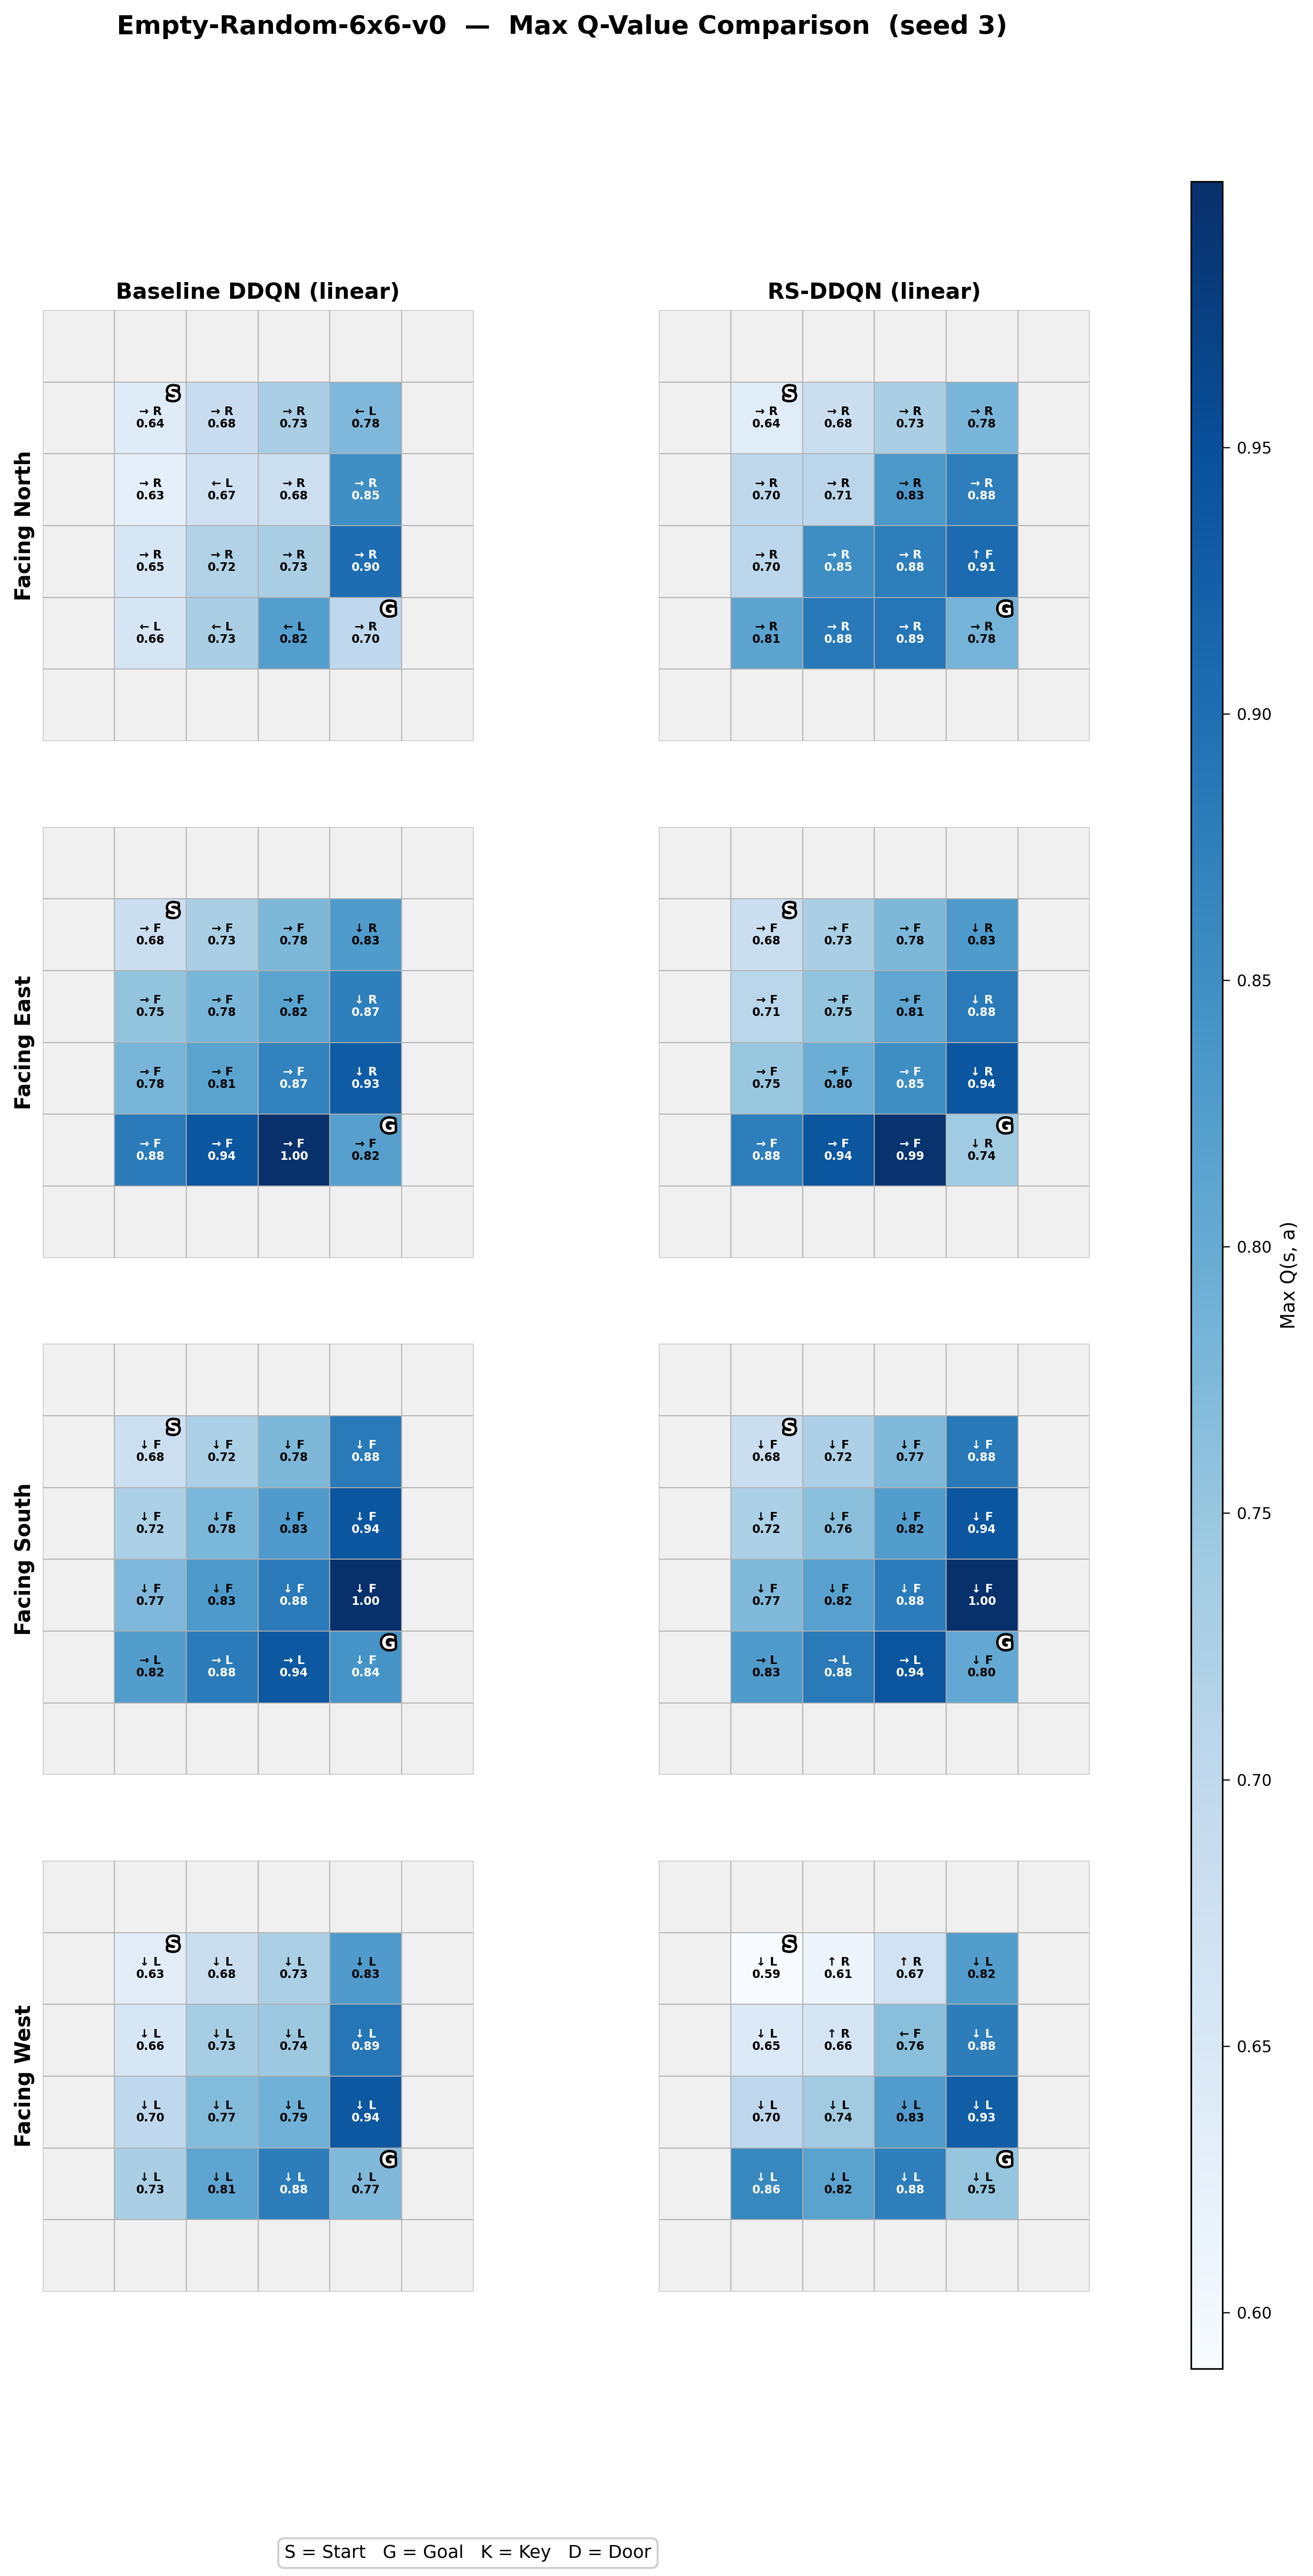 Empty-Random-6x6-v0 — Max Q-Value Comparison (seed 3)
Baseline DDQN (linear) RS-DDQN (linear)
Facing North
S S
→ R → R → R ← L → R → R → R → R
0.64 0.68 0.73 0.78 0.64 0.68 0.73 0.78
→ R ← L → R → R → R → R → R → R
0.63 0.67 0.68 0.85 0.70 0.71 0.83 0.88
→ R → R → R → R → R → R → R ↑ F
0.65 0.72 0.73 0.90 0.70 0.85 0.88 0.91
G G
← L ← L ← L → R → R → R → R → R
0.66 0.73 0.82 0.70 0.81 0.88 0.89 0.78
Facing East
S S
→ F → F → F ↓ R → F → F → F ↓ R
0.68 0.73 0.78 0.83 0.68 0.73 0.78 0.83
→ F → F → F ↓ R → F → F → F ↓ R
0.75 0.78 0.82 0.87 0.71 0.75 0.81 0.88
→ F → F → F ↓ R → F → F → F ↓ R
0.78 0.81 0.87 0.93 0.75 0.80 0.85 0.94
G G
→ F → F → F → F → F → F → F ↓ R
0.88 0.94 1.00 0.82 0.88 0.94 0.99 0.74
Facing South
S S
↓ F ↓ F ↓ F ↓ F ↓ F ↓ F ↓ F ↓ F
0.68 0.72 0.78 0.88 0.68 0.72 0.77 0.88
↓ F ↓ F ↓ F ↓ F ↓ F ↓ F ↓ F ↓ F
0.72 0.78 0.83 0.94 0.72 0.76 0.82 0.94
↓ F ↓ F ↓ F ↓ F ↓ F ↓ F ↓ F ↓ F
0.77 0.83 0.88 1.00 0.77 0.82 0.88 1.00
G G
→ L → L → L ↓ F → L → L → L ↓ F
0.82 0.88 0.94 0.84 0.83 0.88 0.94 0.80
Facing West
S S
↓ L ↓ L ↓ L ↓ L ↓ L ↑ R ↑ R ↓ L
0.63 0.68 0.73 0.83 0.59 0.61 0.67 0.82
↓ L ↓ L ↓ L ↓ L ↓ L ↑ R ← F ↓ L
0.66 0.73 0.74 0.89 0.65 0.66 0.76 0.88
↓ L ↓ L ↓ L ↓ L ↓ L ↓ L ↓ L ↓ L
0.70 0.77 0.79 0.94 0.70 0.74 0.83 0.93
G G
↓ L ↓ L ↓ L ↓ L ↓ L ↓ L ↓ L ↓ L
0.73 0.81 0.88 0.77 0.86 0.82 0.88 0.75
0.95
0.90
0.85
0.80
0.75
0.70
0.65
0.60
Max Q(s, a)
S = Start G = Goal K = Key D = Door